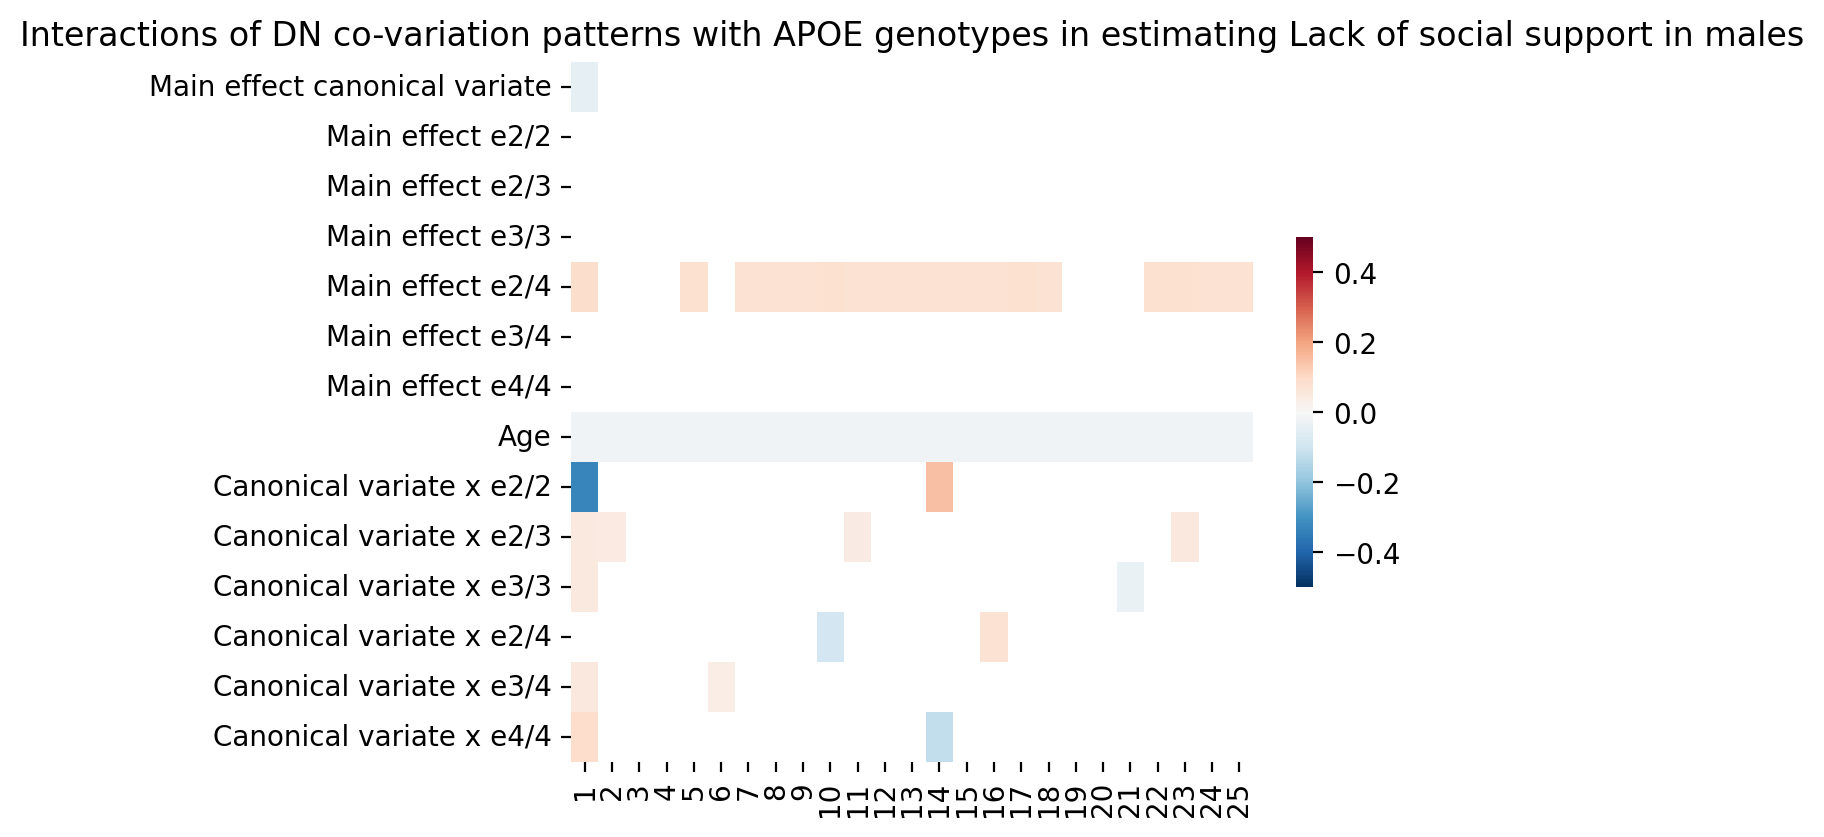 Interactions of DN co-variation patterns with APOE genotypes in estimating Lack of social support in males
Main effect canonical variate
Main effect e2/2
Main effect e2/3
Main effect e3/3
Main effect e2/4
Main effect e3/4
Main effect e4/4
Age
Canonical variate x e2/2
Canonical variate x e2/3
Canonical variate x e3/3
Canonical variate x e2/4
Canonical variate x e3/4
Canonical variate x e4/4
1 2 3 4 5 6 7 8 9 10 11 12 13 14 15 16 17 18 19 20 21 22 23 24 25
0.4
0.2
0.0
−0.2
−0.4